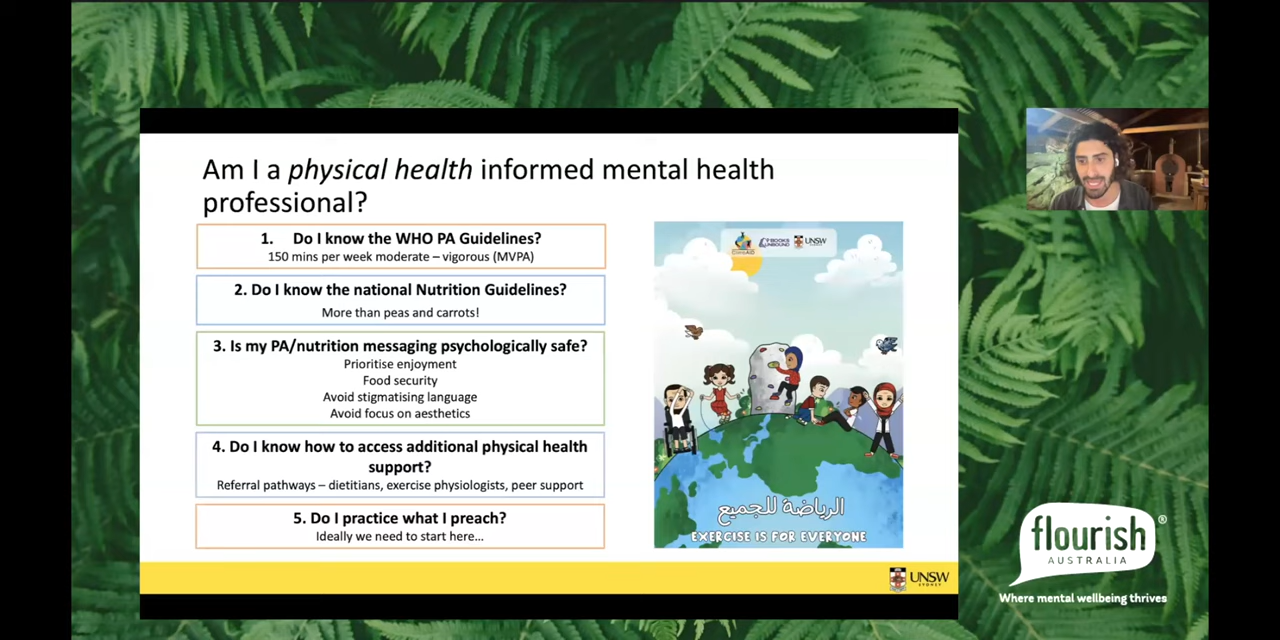 Am I a physical health informed mental health
professional?
1. Do I know the WHO PA Guidelines?
150 mins per week moderate – vigorous (MVPA)
2. Do I know the national Nutrition Guidelines?
More than peas and carrots!
3. Is my PA/nutrition messaging psychologically safe?
Prioritise enjoyment
Food security
Avoid stigmatising language
Avoid focus on aesthetics
4. Do I know how to access additional physical health
support?
Referral pathways – dietitians, exercise physiologists, peer support
5. Do I practice what I preach?
Ideally we need to start here...
BOOKS
UNBOUND
UNSW
الرياضة للجميع
EXERCISE IS FOR EVERYONE
UNSW
SYDNEY
flourish®
AUSTRALIA
Where mental wellbeing thrives